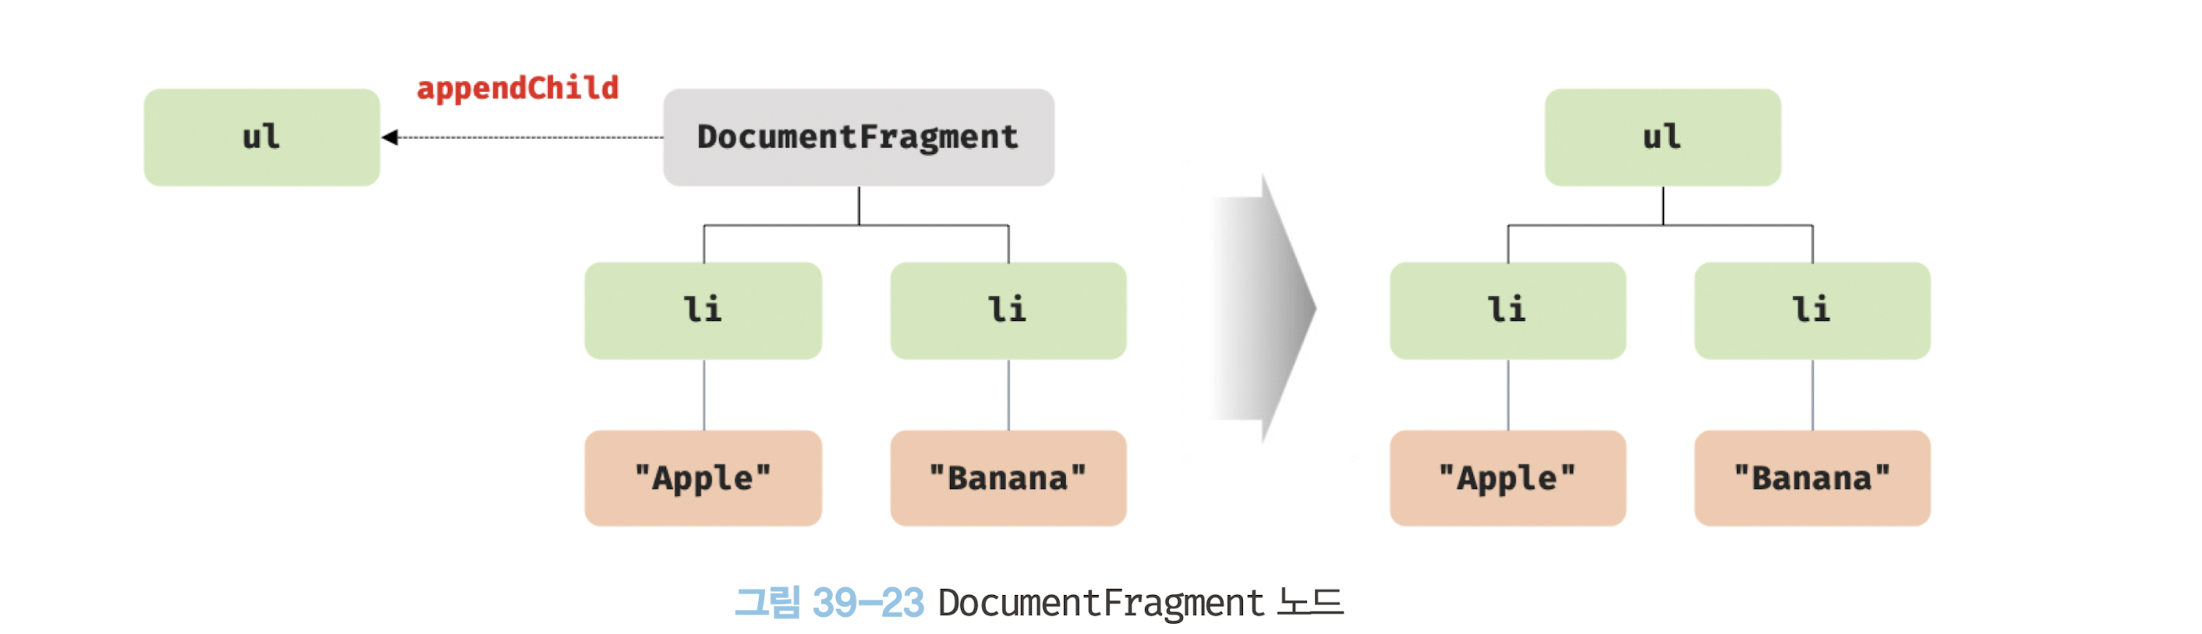 appendChild
ul
DocumentFragment
ul
li
li
li
li
"Apple"
"Banana"
"Apple"
"Banana"
그림 39-23 DocumentFragment 노드